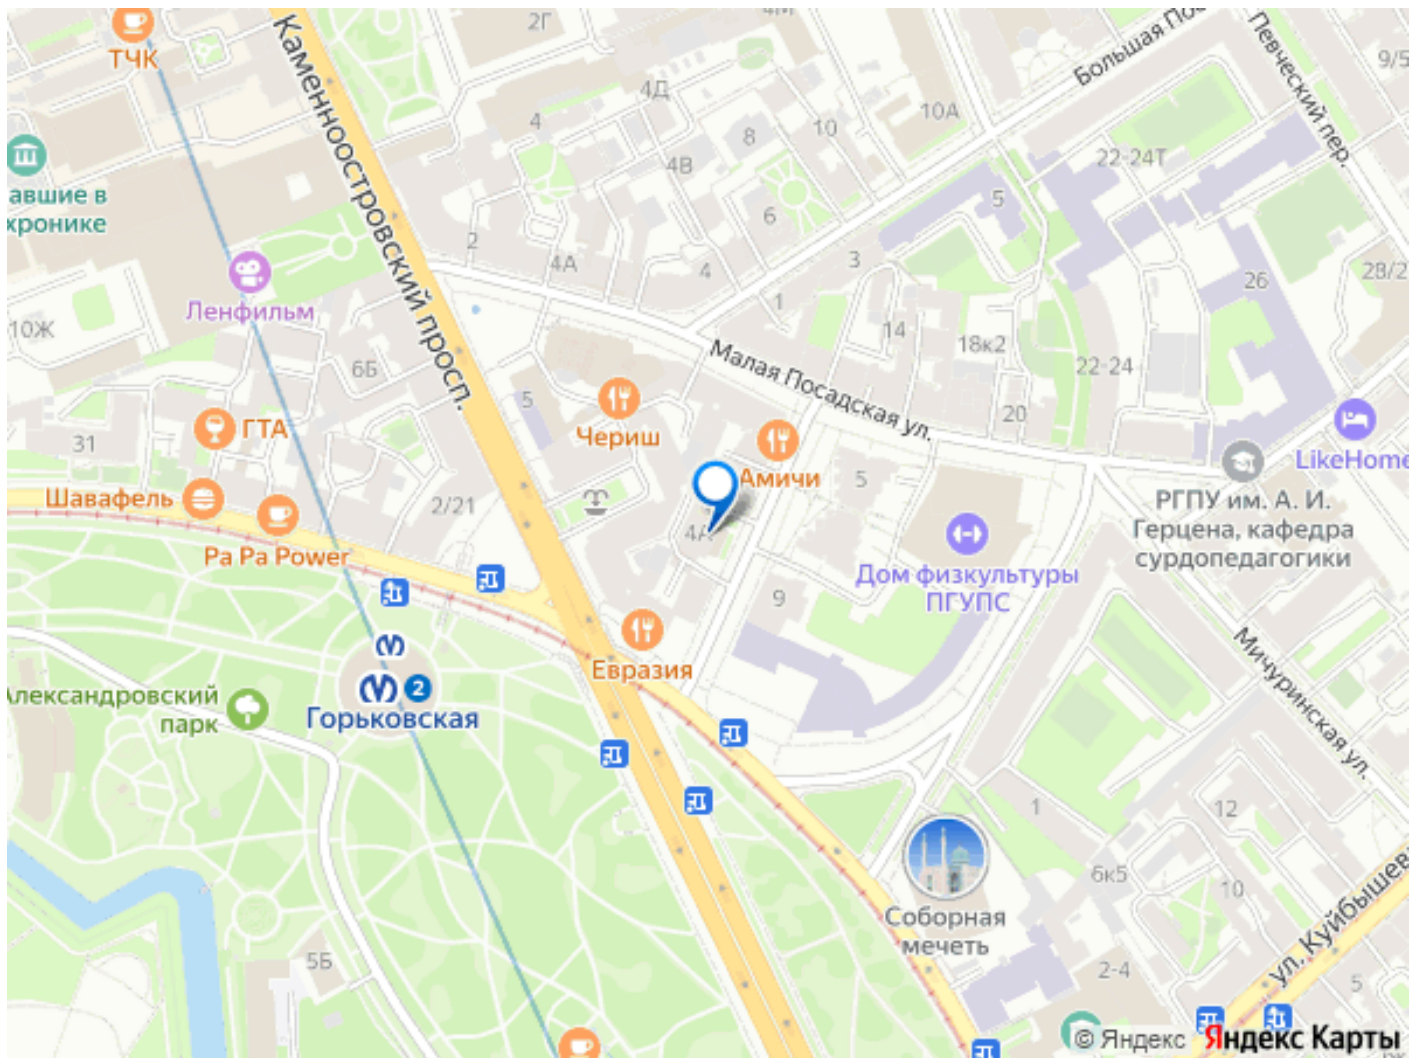 ТЧК
Каменноостровский просп.
2Г
4М
Большая По
Певческий пер.
9/5
4Д
4
8
10
10А
4В
22-24Т
авшие в
хронике
6
5
2
4А
4
3
1
26
28/2
Ленфильм
10Ж
6Б
14
18к2
22-24
Малая Посадская ул.
5
Чериш
20
31
ГТА
Амичи
5
LikeHome
Шавафель
2/21
Pa Pa Power
4А
РГПУ им. А. И.
Герцена, кафедра
сурдопедагогики
Дом физкультуры
ПГУПС
9
Евразия
Мичуринская ул.
Александровский
парк
2
Горьковская
1
12
6к5
10
Соборная
мечеть
ул. Куйбышев
5Б
2-4
5
© Яндекс Яндекс Карты